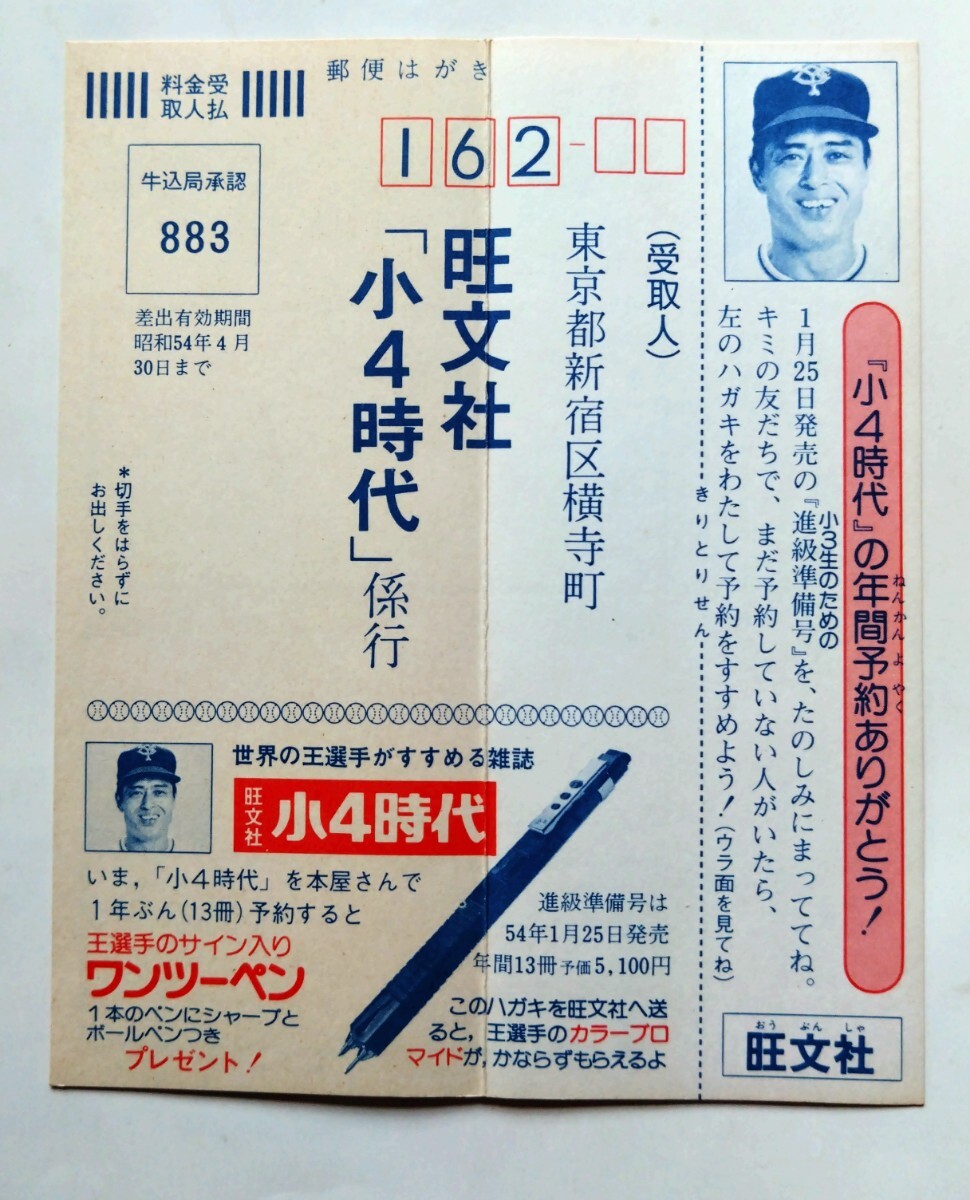 郵便はがき
料金受
取人払
162-
牛込局承認
883
差出有効期間
昭和54年4月
30日まで
(受取人)
東京都新宿区横寺町
旺文社
「小4時代」係行
*切手をはらずに
お出しください。
世界の王選手がすすめる雑誌
旺文社
小4時代
いま,「小4時代」を本屋さんで
1年ぶん(13冊)予約すると
王選手のサイン入り
ワンツーペン
1本のペンにシャープと
ボールペンつき
プレゼント!
進級準備号は
54年1月25日発売
年間13冊予価5,100円
このハガキを旺文社へ送
ると,王選手のカラーブロ
マイドが,かならずもらえるよ
きりとりせん
『小4時代』の年間予約ありがとう!
ねんかんよやく
小3生のための
1月25日発売の『進級準備号』を、たのしみにまっててね。
キミの友だちで、まだ予約していない人がいたら、
左のハガキをわたして予約をすすめよう!(ウラ面を見てね)
おうぶんしゃ
旺文社